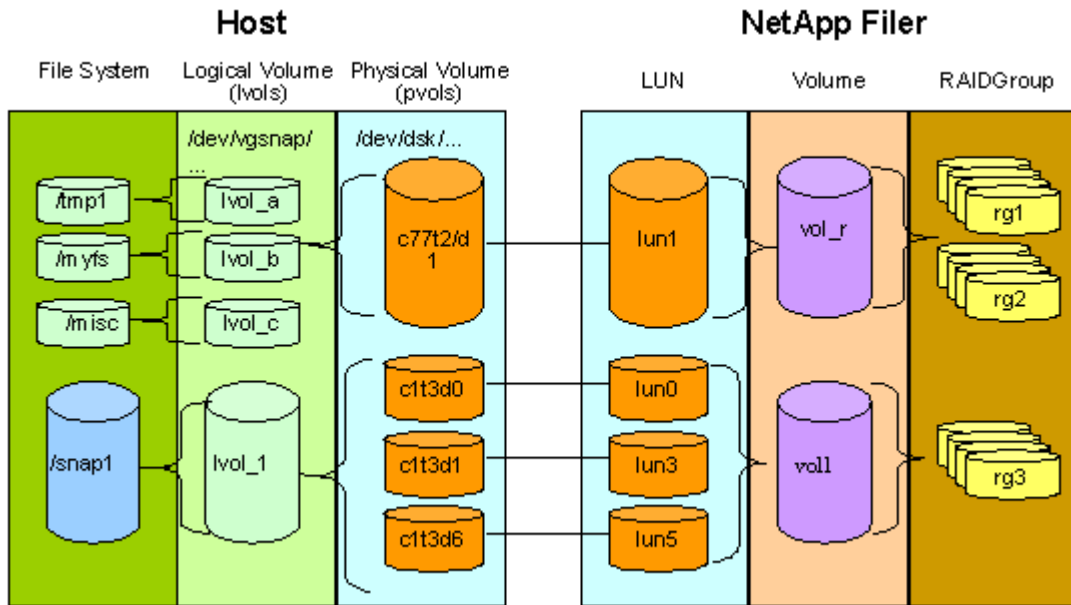 Host
NetApp Filer
File System
Logical Volume
(lvols)
Physical Volume
(pvols)
LUN
Volume
RAIDGroup
/dev/vgsnap/
...
/dev/dsk/...
/tmp1
lvol_a
/myfs
lvol_b
/misc
lvol_c
c77t2/d
1
lun1
vol_r
rg1
rg2
/snap1
lvol_1
c1t3d0
c1t3d1
c1t3d6
lun0
lun3
lun5
voll
rg3